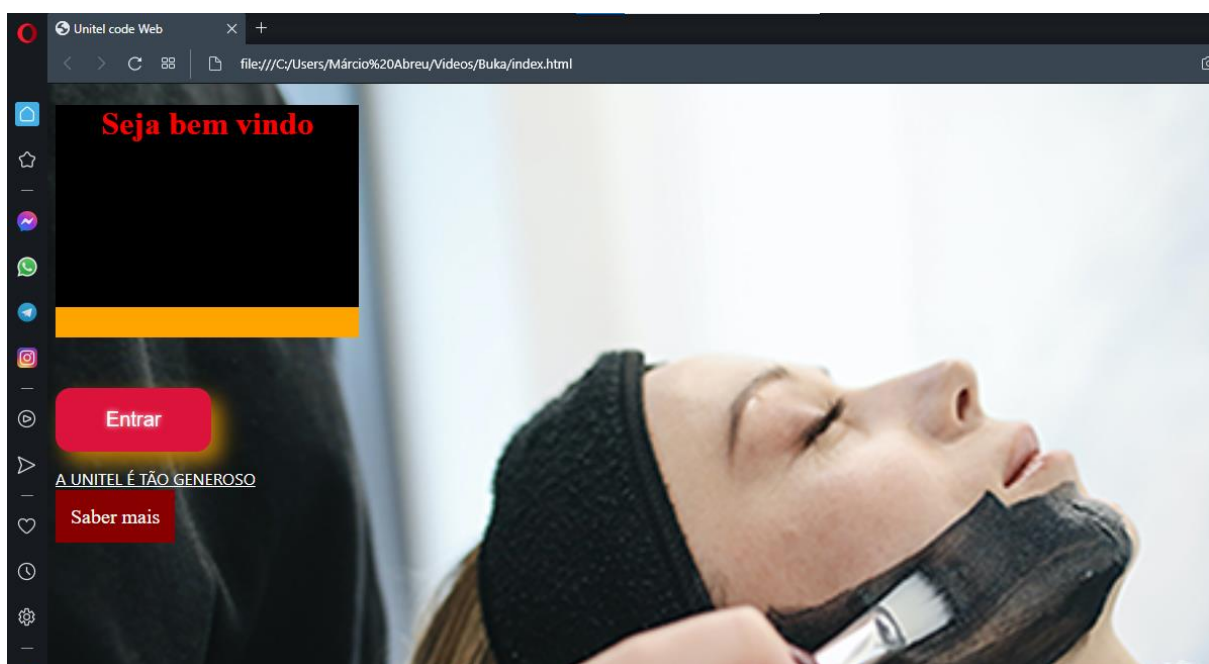 Unitel code Web
file:///C:/Users/Márcio%20Abreu/Videos/Buka/index.html
Seja bem vindo
Entrar
A UNITEL É TÃO GENEROSO
Saber mais